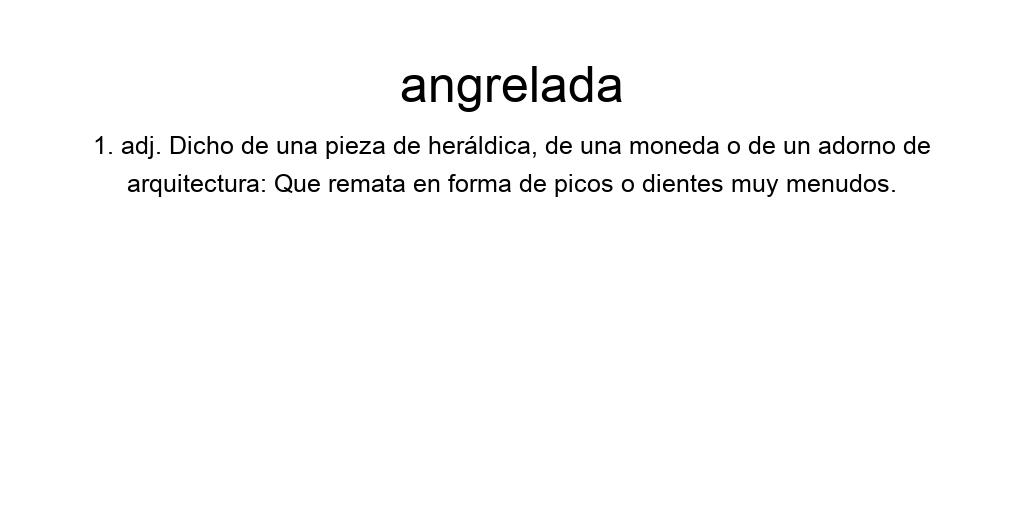 angrelada
1. adj. Dicho de una pieza de heráldica, de una moneda o de un adorno de
arquitectura: Que remata en forma de picos o dientes muy menudos.